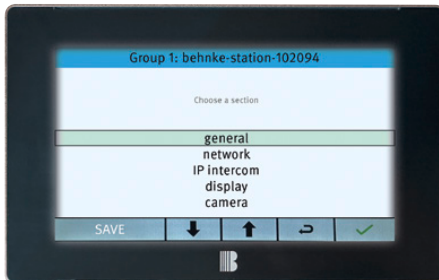 Group 1: behnke-station-102094
Choose a section
general
network
IP intercom
display
camera
SAVE